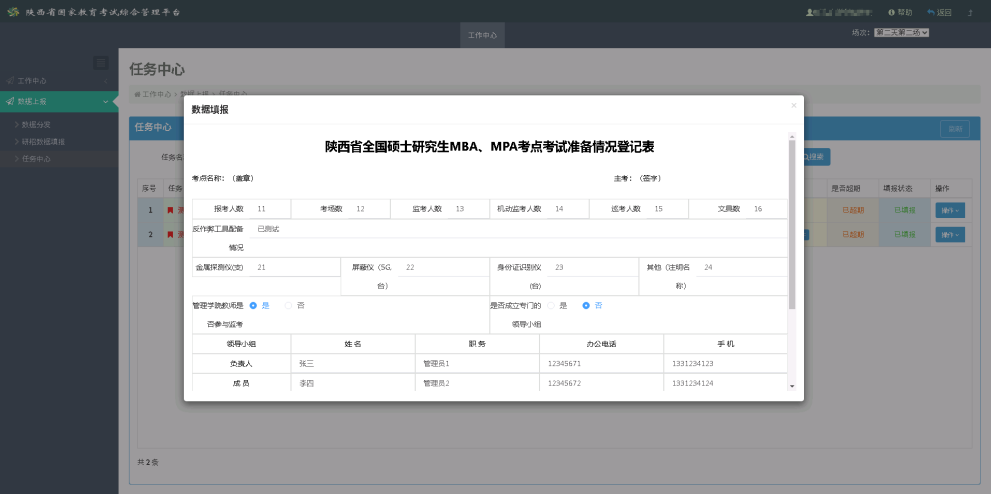 陕西省国家教育考试综合管理平台
帮助 返回
工作中心
场次： 第二天第二场
工作中心
数据上报
数据分类
研招数据填报
任务中心
任务中心
工作中心 > 数据上报 > 任务中心
任务中心
任务名
搜索
序号 任务 是否超期 填报状态 操作
1 已超期 已填报 操作
2 已超期 已填报 操作
共2条
数据填报 ×
陕西省全国硕士研究生MBA、MPA考点考试准备情况登记表
考点名称：（盖章） 主考：（签字）
报考人数 11 考场数 12 监考人数 13 机动监考人数 14 巡考人数 15 文具数 16
反作弊工具配备 已测试
情况
金属探测仪(支) 21 屏蔽仪（5G, 22 身份证识别仪 23 其他（注明名 24
台） （台） 称）
管理学院教师是 是 否 是否成立专门的 是 否
否参与监考 领导小组
领导小组 姓 名 职 务 办公电话 手 机
负责人 张三 管理员1 12345671 1331234123
成 员 李四 管理员2 12345672 1331234124